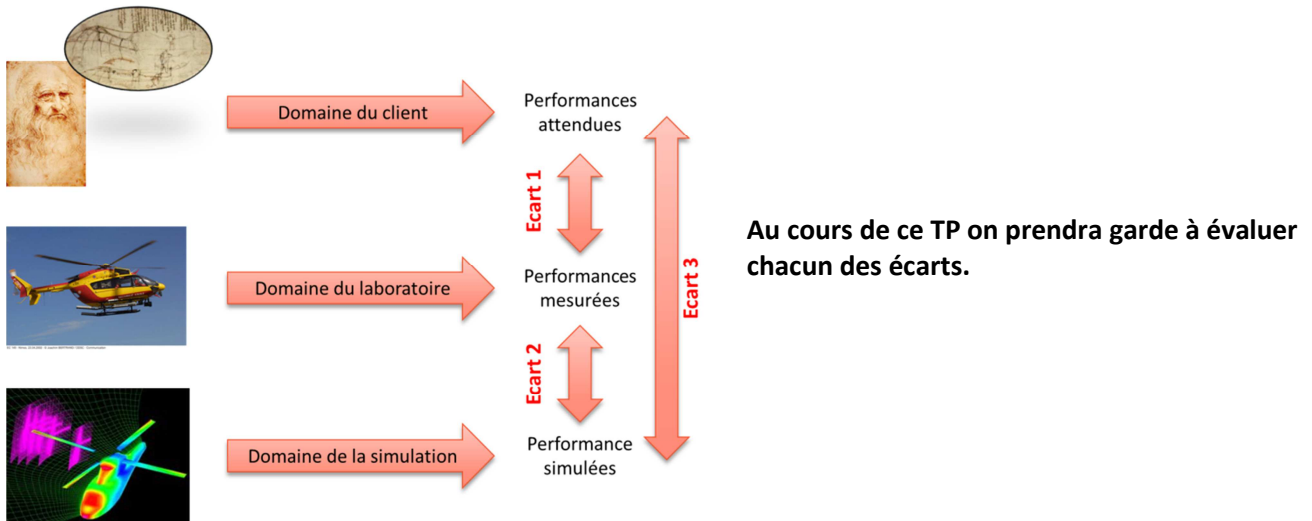 Domaine du client
Performances
attendues
Ecart 1
Ecart 3
Au cours de ce TP on prendra garde à évaluer
chacun des écarts.
Domaine du laboratoire
Performances
mesurées
Ecart 2
Domaine de la simulation
Performance
simulées